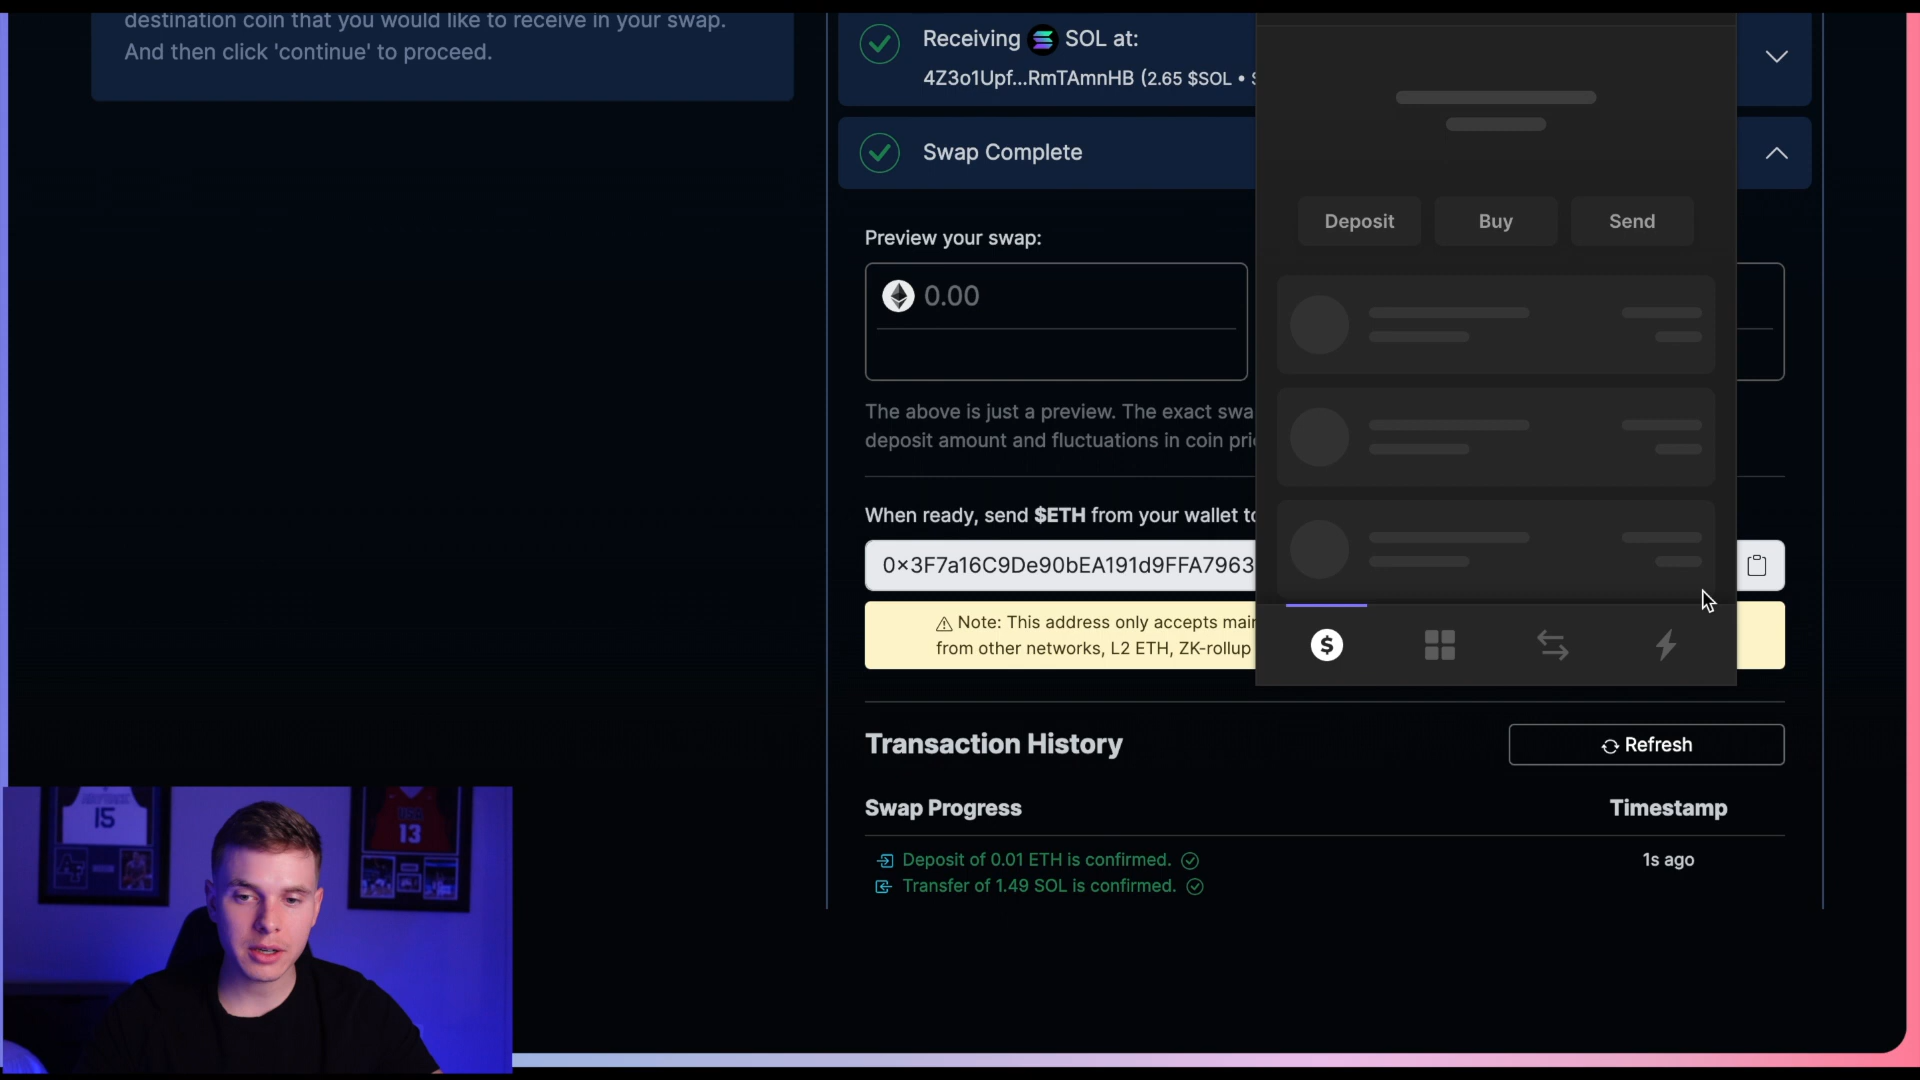 destination coin that you would like to receive in your swap.
And then click 'continue' to proceed.
Receiving SOL at:
4Z3o1Upf...RmTAmnHB (2.65 $SOL •
Swap Complete
Preview your swap:
0.00
The above is just a preview. The exact swa
deposit amount and fluctuations in coin pri
When ready, send $ETH from your wallet to
0x3F7a16C9De90bEA191d9FFA7963
⚠ Note: This address only accepts mai
from other networks, L2 ETH, ZK-rollup
Deposit
Buy
Send
$
Transaction History
Refresh
Swap Progress
Timestamp
Deposit of 0.01 ETH is confirmed.
1s ago
Transfer of 1.49 SOL is confirmed.
15
USA
13